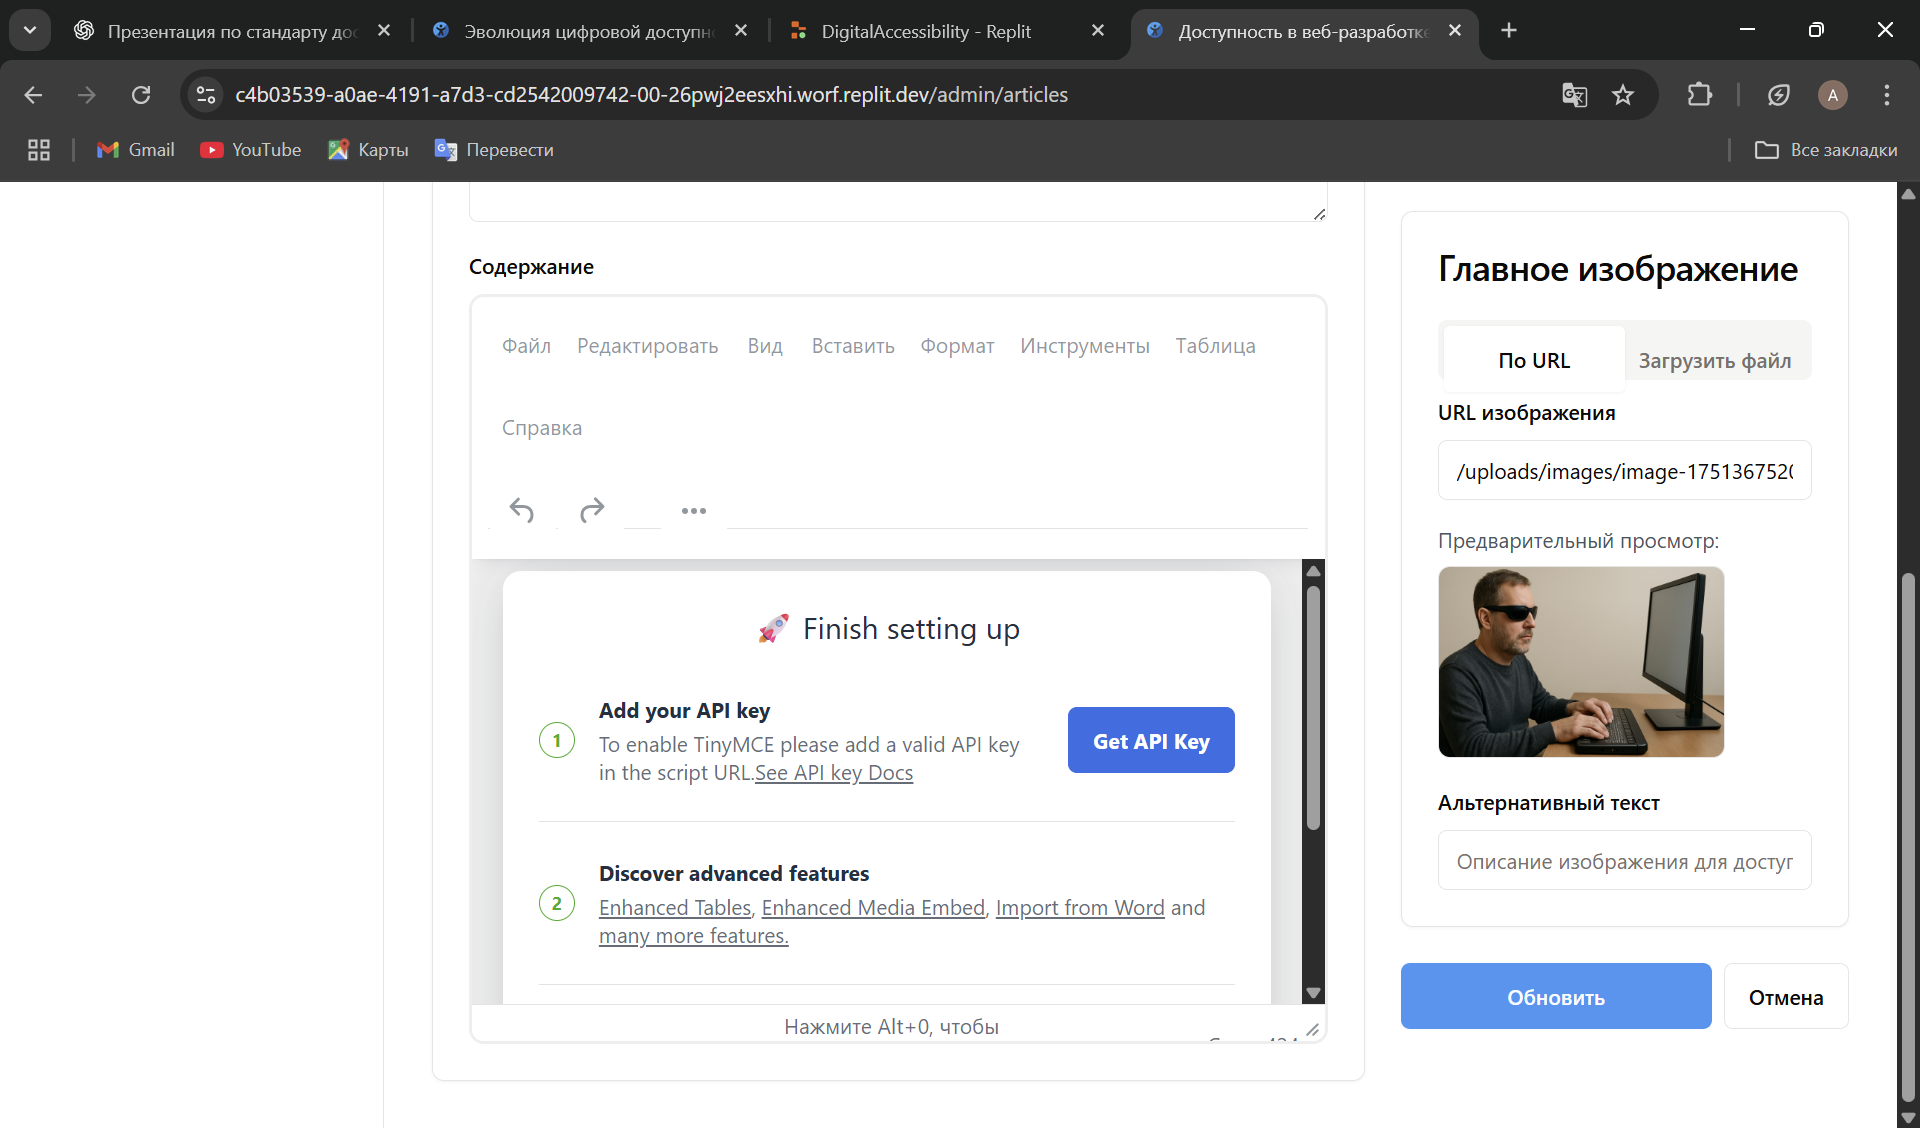 Презентация по стандарту дос
Эволюция цифровой доступн
DigitalAccessibility - Replit
Доступность в веб-разработке
c4b03539-a0ae-4191-a7d3-cd2542009742-00-26pwj2eesxhi.worf.replit.dev/admin/articles
A
Gmail
YouTube
Карты
Перевести
Все закладки
Содержание
Файл Редактировать Вид Вставить Формат Инструменты Таблица
Справка
🚀 Finish setting up
1
Add your API key
To enable TinyMCE please add a valid API key
in the script URL.See API key Docs
Get API Key
2
Discover advanced features
Enhanced Tables, Enhanced Media Embed, Import from Word and
many more features.
Нажмите Alt+0, чтобы
Главное изображение
По URL
Загрузить файл
URL изображения
/uploads/images/image-1751367520
Предварительный просмотр:
Альтернативный текст
Описание изображения для доступ
Обновить
Отмена